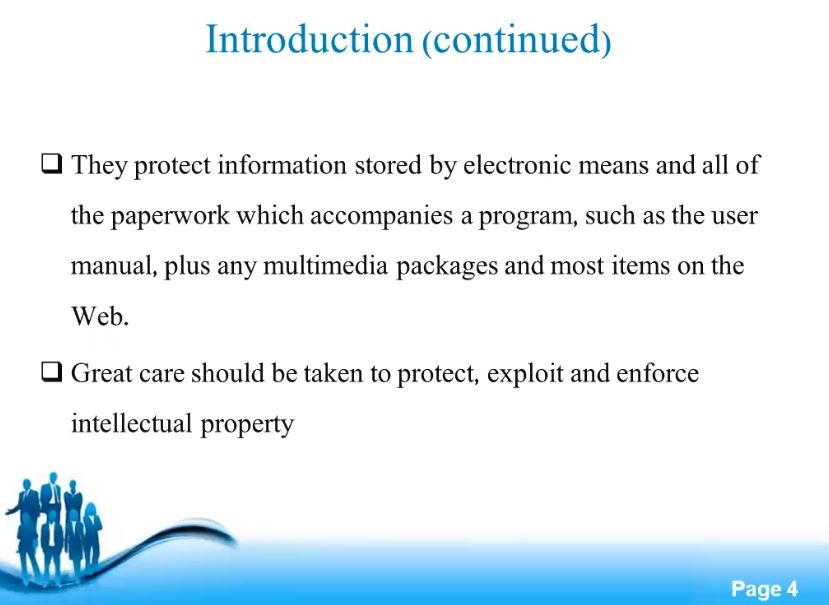 Introduction (continued)
❑ They protect information stored by electronic means and all of
the paperwork which accompanies a program, such as the user
manual, plus any multimedia packages and most items on the
Web.
❑ Great care should be taken to protect, exploit and enforce
intellectual property
Page 4